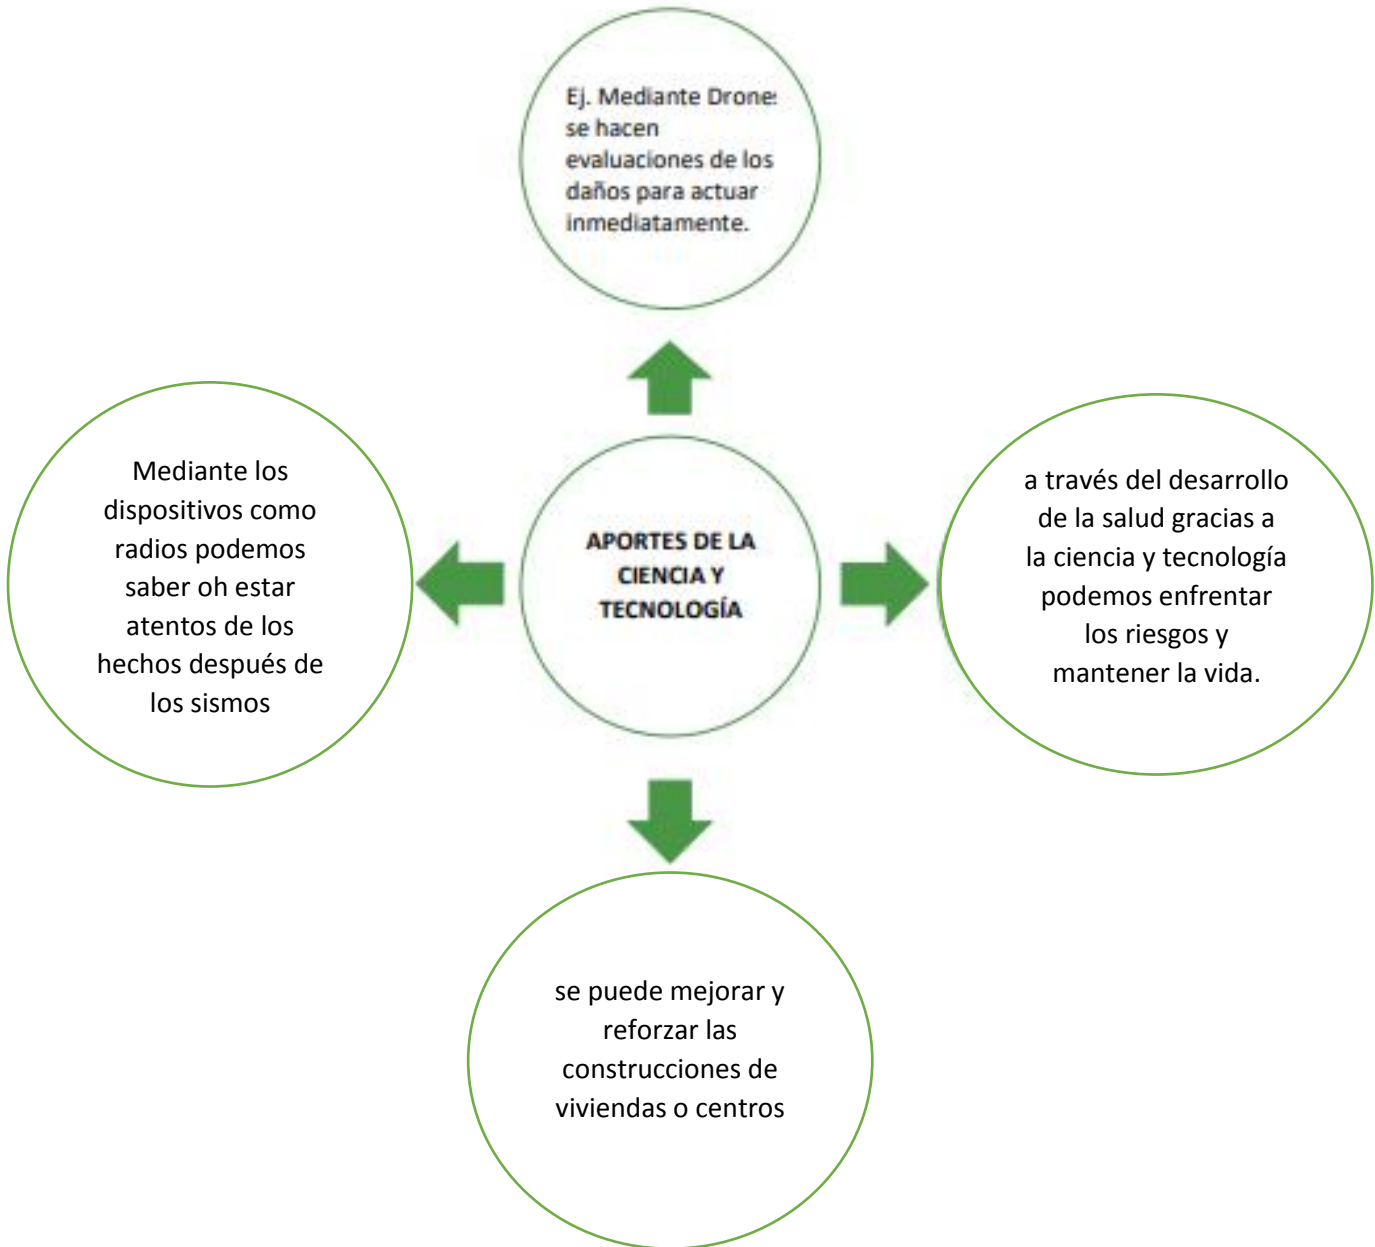 Ej. Mediante Drone
se hacen
evaluaciones de los
daños para actuar
inmediatamente.
Mediante los
dispositivos como
radios podemos
saber oh estar
atentos de los
hechos después de
los sismos
APORTES DE LA
CIENCIA Y
TECNOLOGÍA
a través del desarrollo
de la salud gracias a
la ciencia y tecnología
podemos enfrentar
los riesgos y
mantener la vida.
se puede mejorar y
reforzar las
construcciones de
viviendas o centros